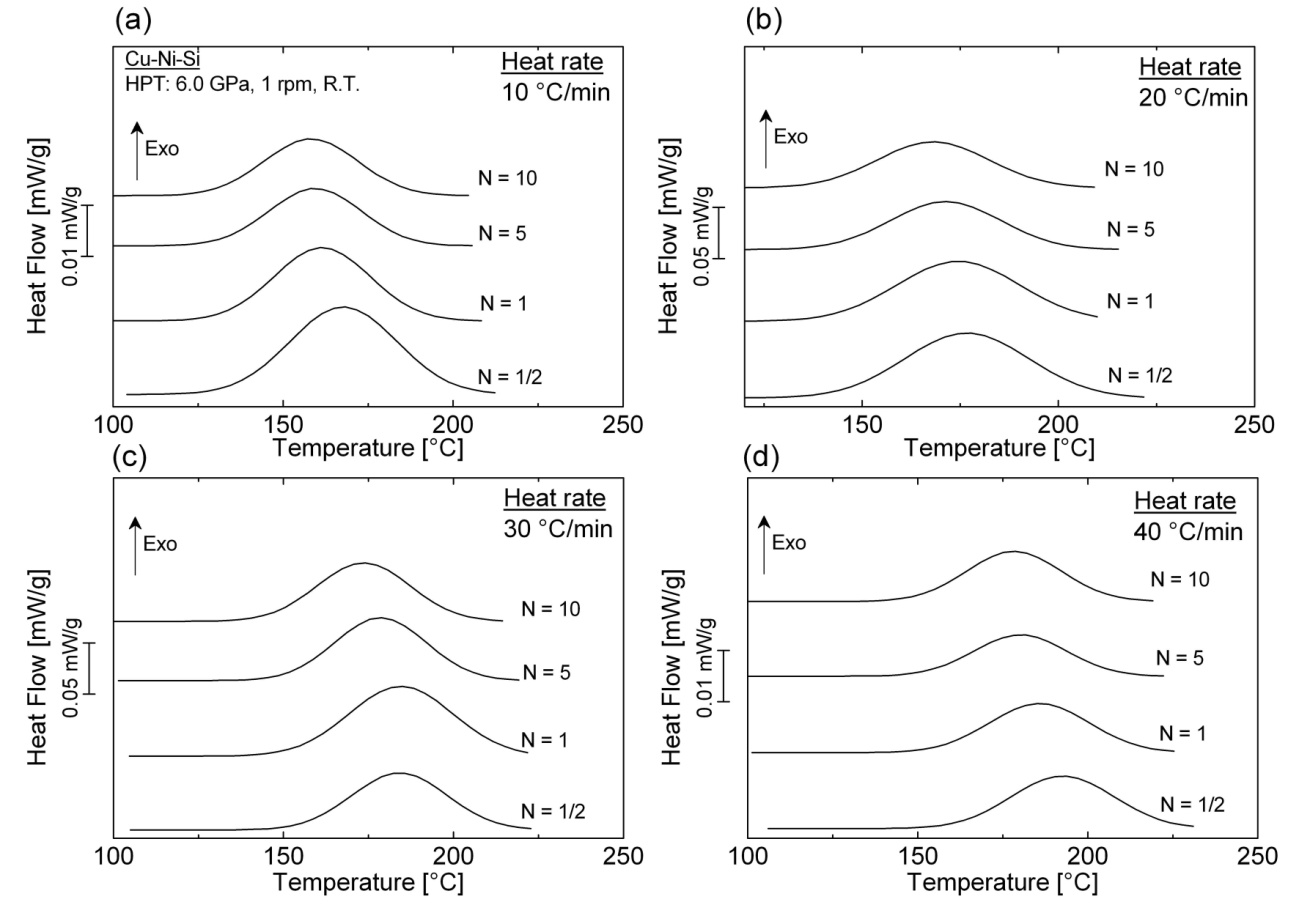 (a)
Cu-Ni-Si
HPT: 6.0 GPa, 1 rpm, R.T.
Heat rate
10 °C/min
Exo
Heat Flow [mW/g]
0.01 mW/g
N = 10
N = 5
N = 1
N = 1/2
100 150 200 250
Temperature [°C]
(b)
Heat rate
20 °C/min
Exo
Heat Flow [mW/g]
0.05 mW/g
N = 10
N = 5
N = 1
N = 1/2
150 200 250
Temperature [°C]
(c)
Heat rate
30 °C/min
Exo
Heat Flow [mW/g]
0.05 mW/g
N = 10
N = 5
N = 1
N = 1/2
100 150 200 250
Temperature [°C]
(d)
Heat rate
40 °C/min
Exo
Heat Flow [mW/g]
0.01 mW/g
N = 10
N = 5
N = 1
N = 1/2
100 150 200 250
Temperature [°C]